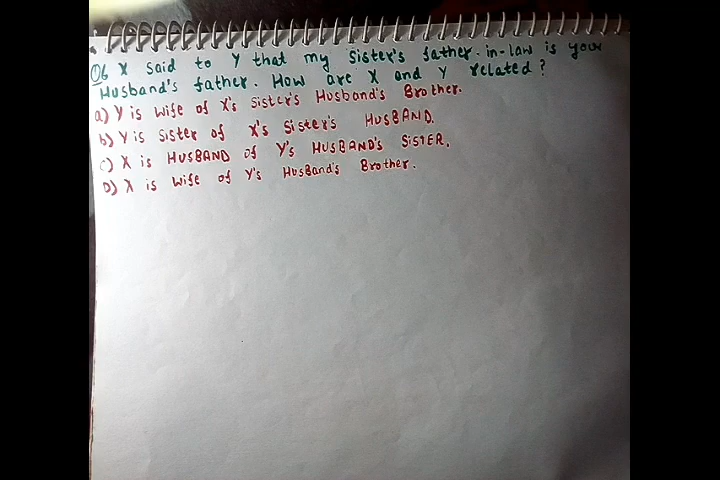 Q6 X said to Y that my Sister's father-in-law is your
Husband's father. How are X and Y related?
a) Y is wife of X's Sister's Husband's Brother.
b) Y is Sister of X's Sister's HUSBAND.
c) X is HUSBAND of Y's HUSBAND'S SISTER.
D) X is wife of Y's Husband's Brother.